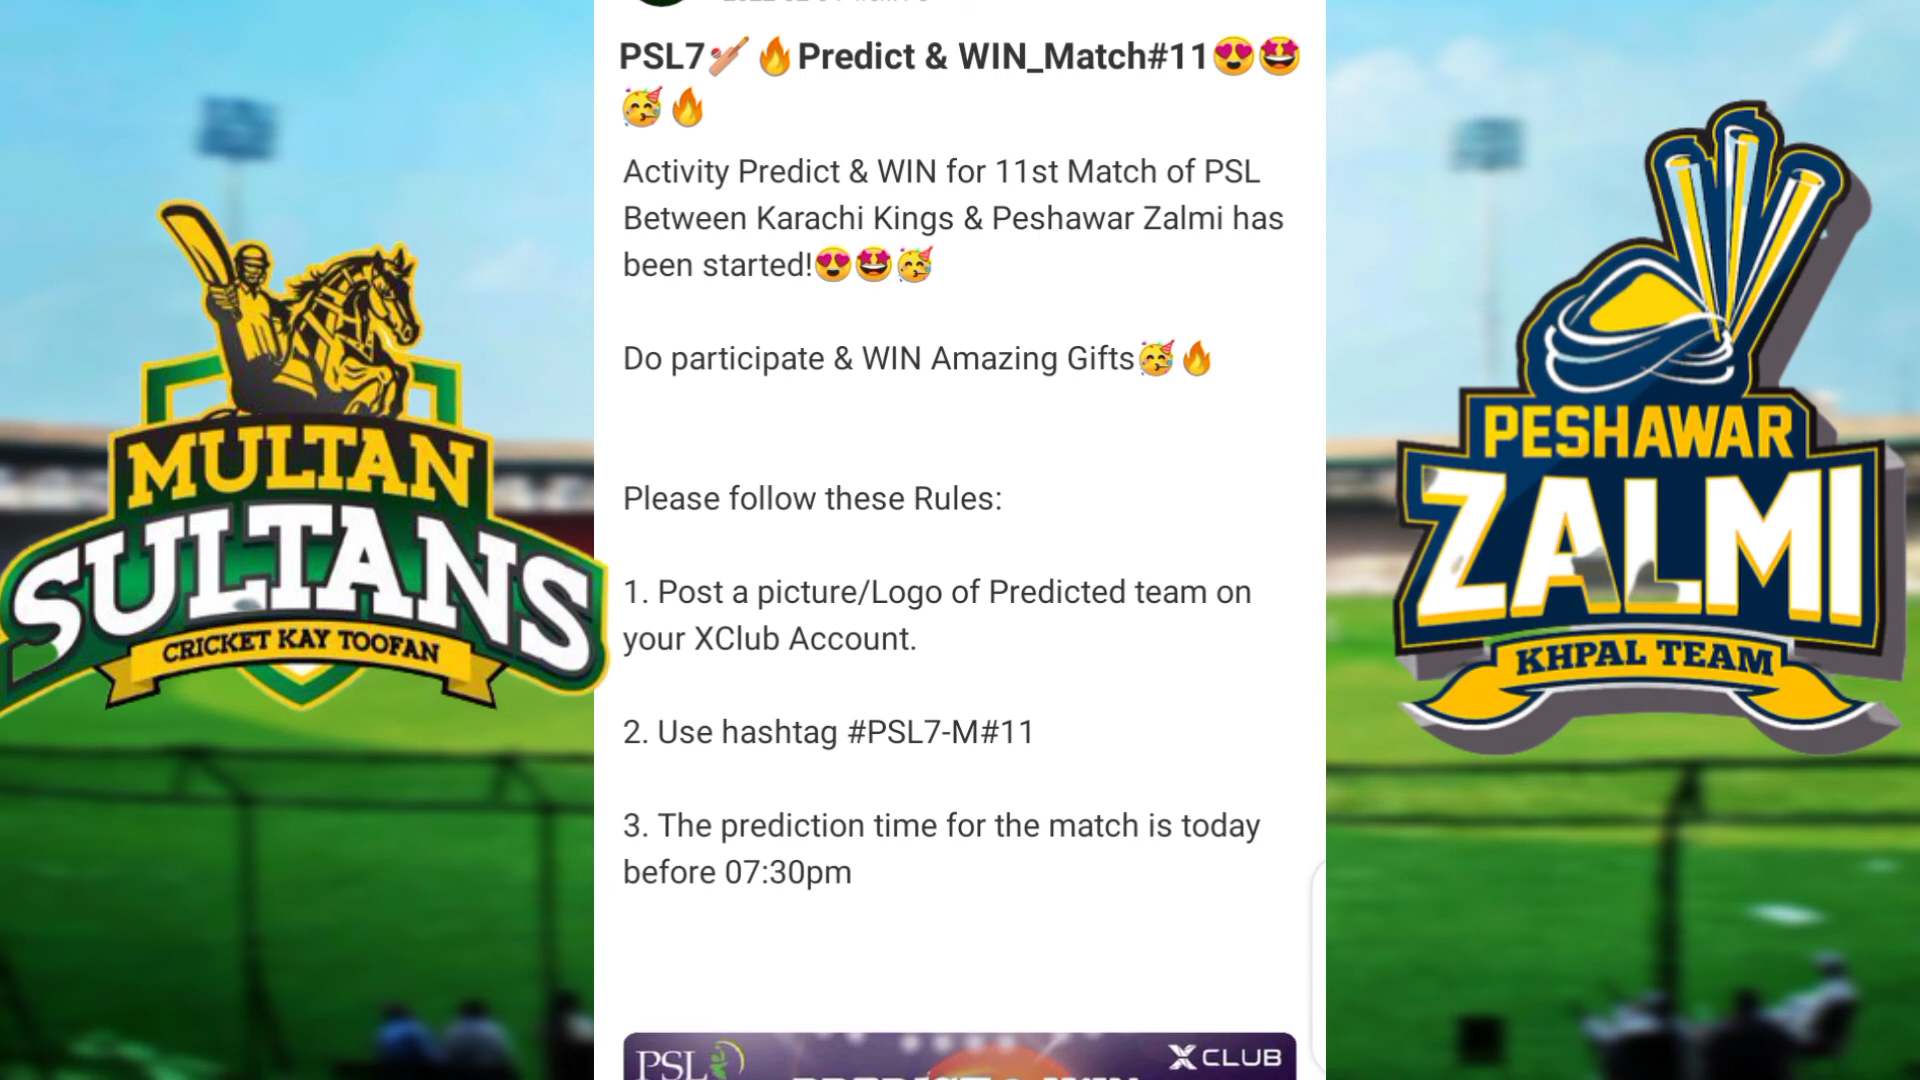 PSL7🏏🔥Predict & WIN_Match#11😍🤩
🥳🔥
Activity Predict & WIN for 11st Match of PSL
Between Karachi Kings & Peshawar Zalmi has
been started!😍🤩🥳
Do participate & WIN Amazing Gifts🥳🔥
Please follow these Rules:
1. Post a picture/Logo of Predicted team on
your XClub Account.
2. Use hashtag #PSL7-M#11
3. The prediction time for the match is today
before 07:30pm
PSL
XCLUB
MULTAN
SULTANS
CRICKET KAY TOOFAN
PESHAWAR
ZALMI
KHPAL TEAM